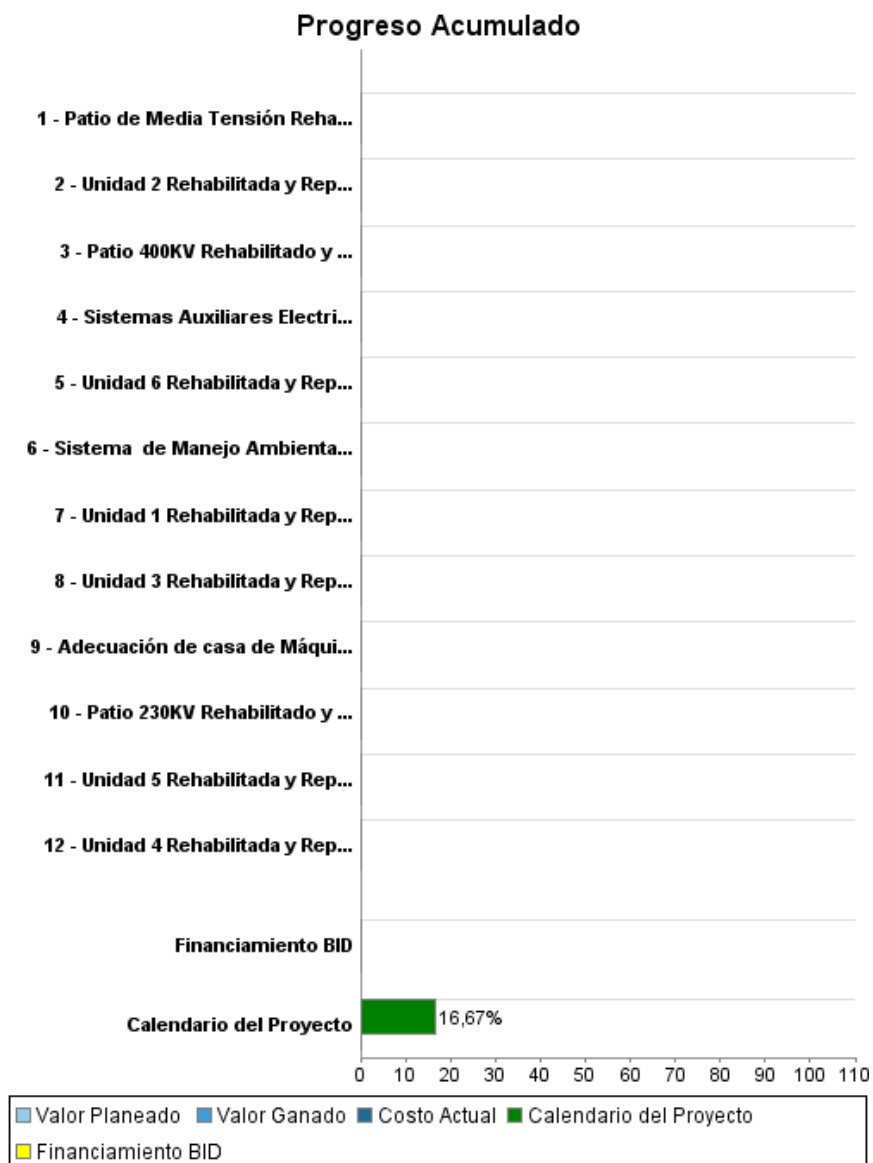 Progreso Acumulado
1 - Patio de Media Tensión Reha...
2 - Unidad 2 Rehabilitada y Rep...
3 - Patio 400KV Rehabilitado y ...
4 - Sistemas Auxiliares Electri...
5 - Unidad 6 Rehabilitada y Rep...
6 - Sistema  de Manejo Ambienta...
7 - Unidad 1 Rehabilitada y Rep...
8 - Unidad 3 Rehabilitada y Rep...
9 - Adecuación de casa de Máqui...
10 - Patio 230KV Rehabilitado y ...
11 - Unidad 5 Rehabilitada y Rep...
12 - Unidad 4 Rehabilitada y Rep...
Financiamiento BID
Calendario del Proyecto 16,67%
0 10 20 30 40 50 60 70 80 90 100 110
Valor Planeado Valor Ganado Costo Actual Calendario del Proyecto
Financiamiento BID